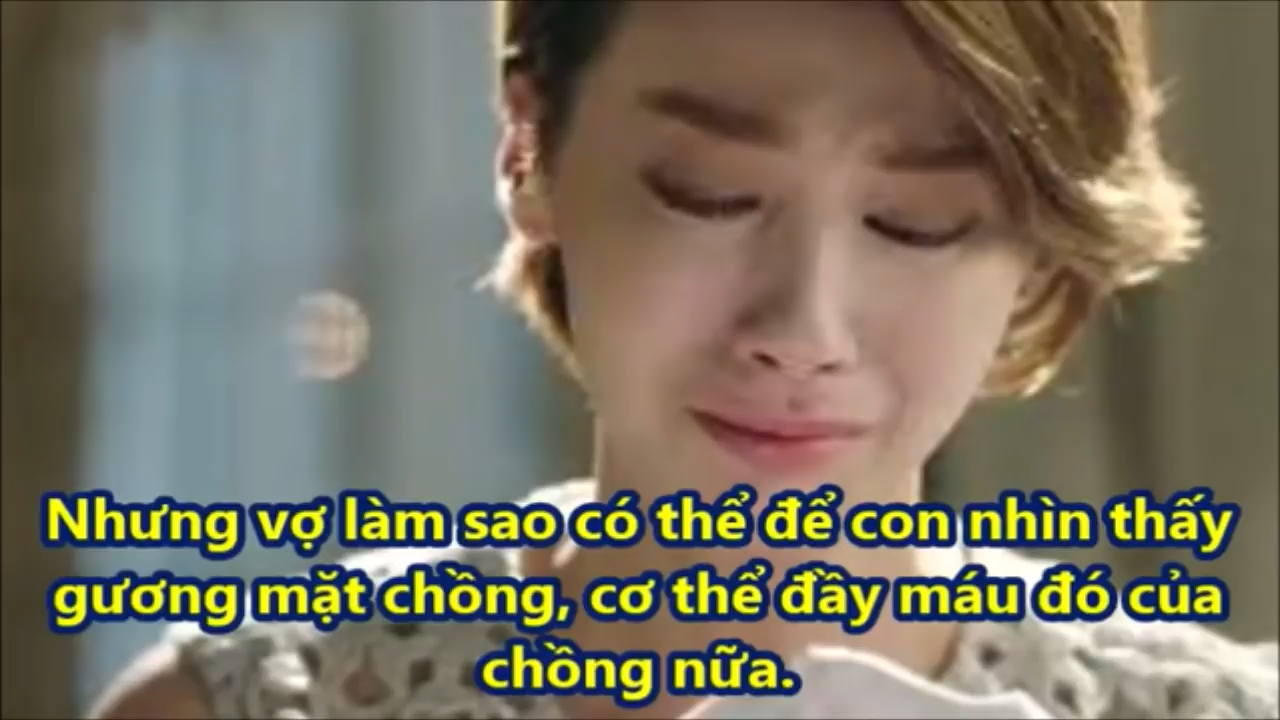 Nhưng vợ làm sao có thể để con nhìn thấy
gương mặt chồng, cơ thể đầy máu đó của
chồng nữa.